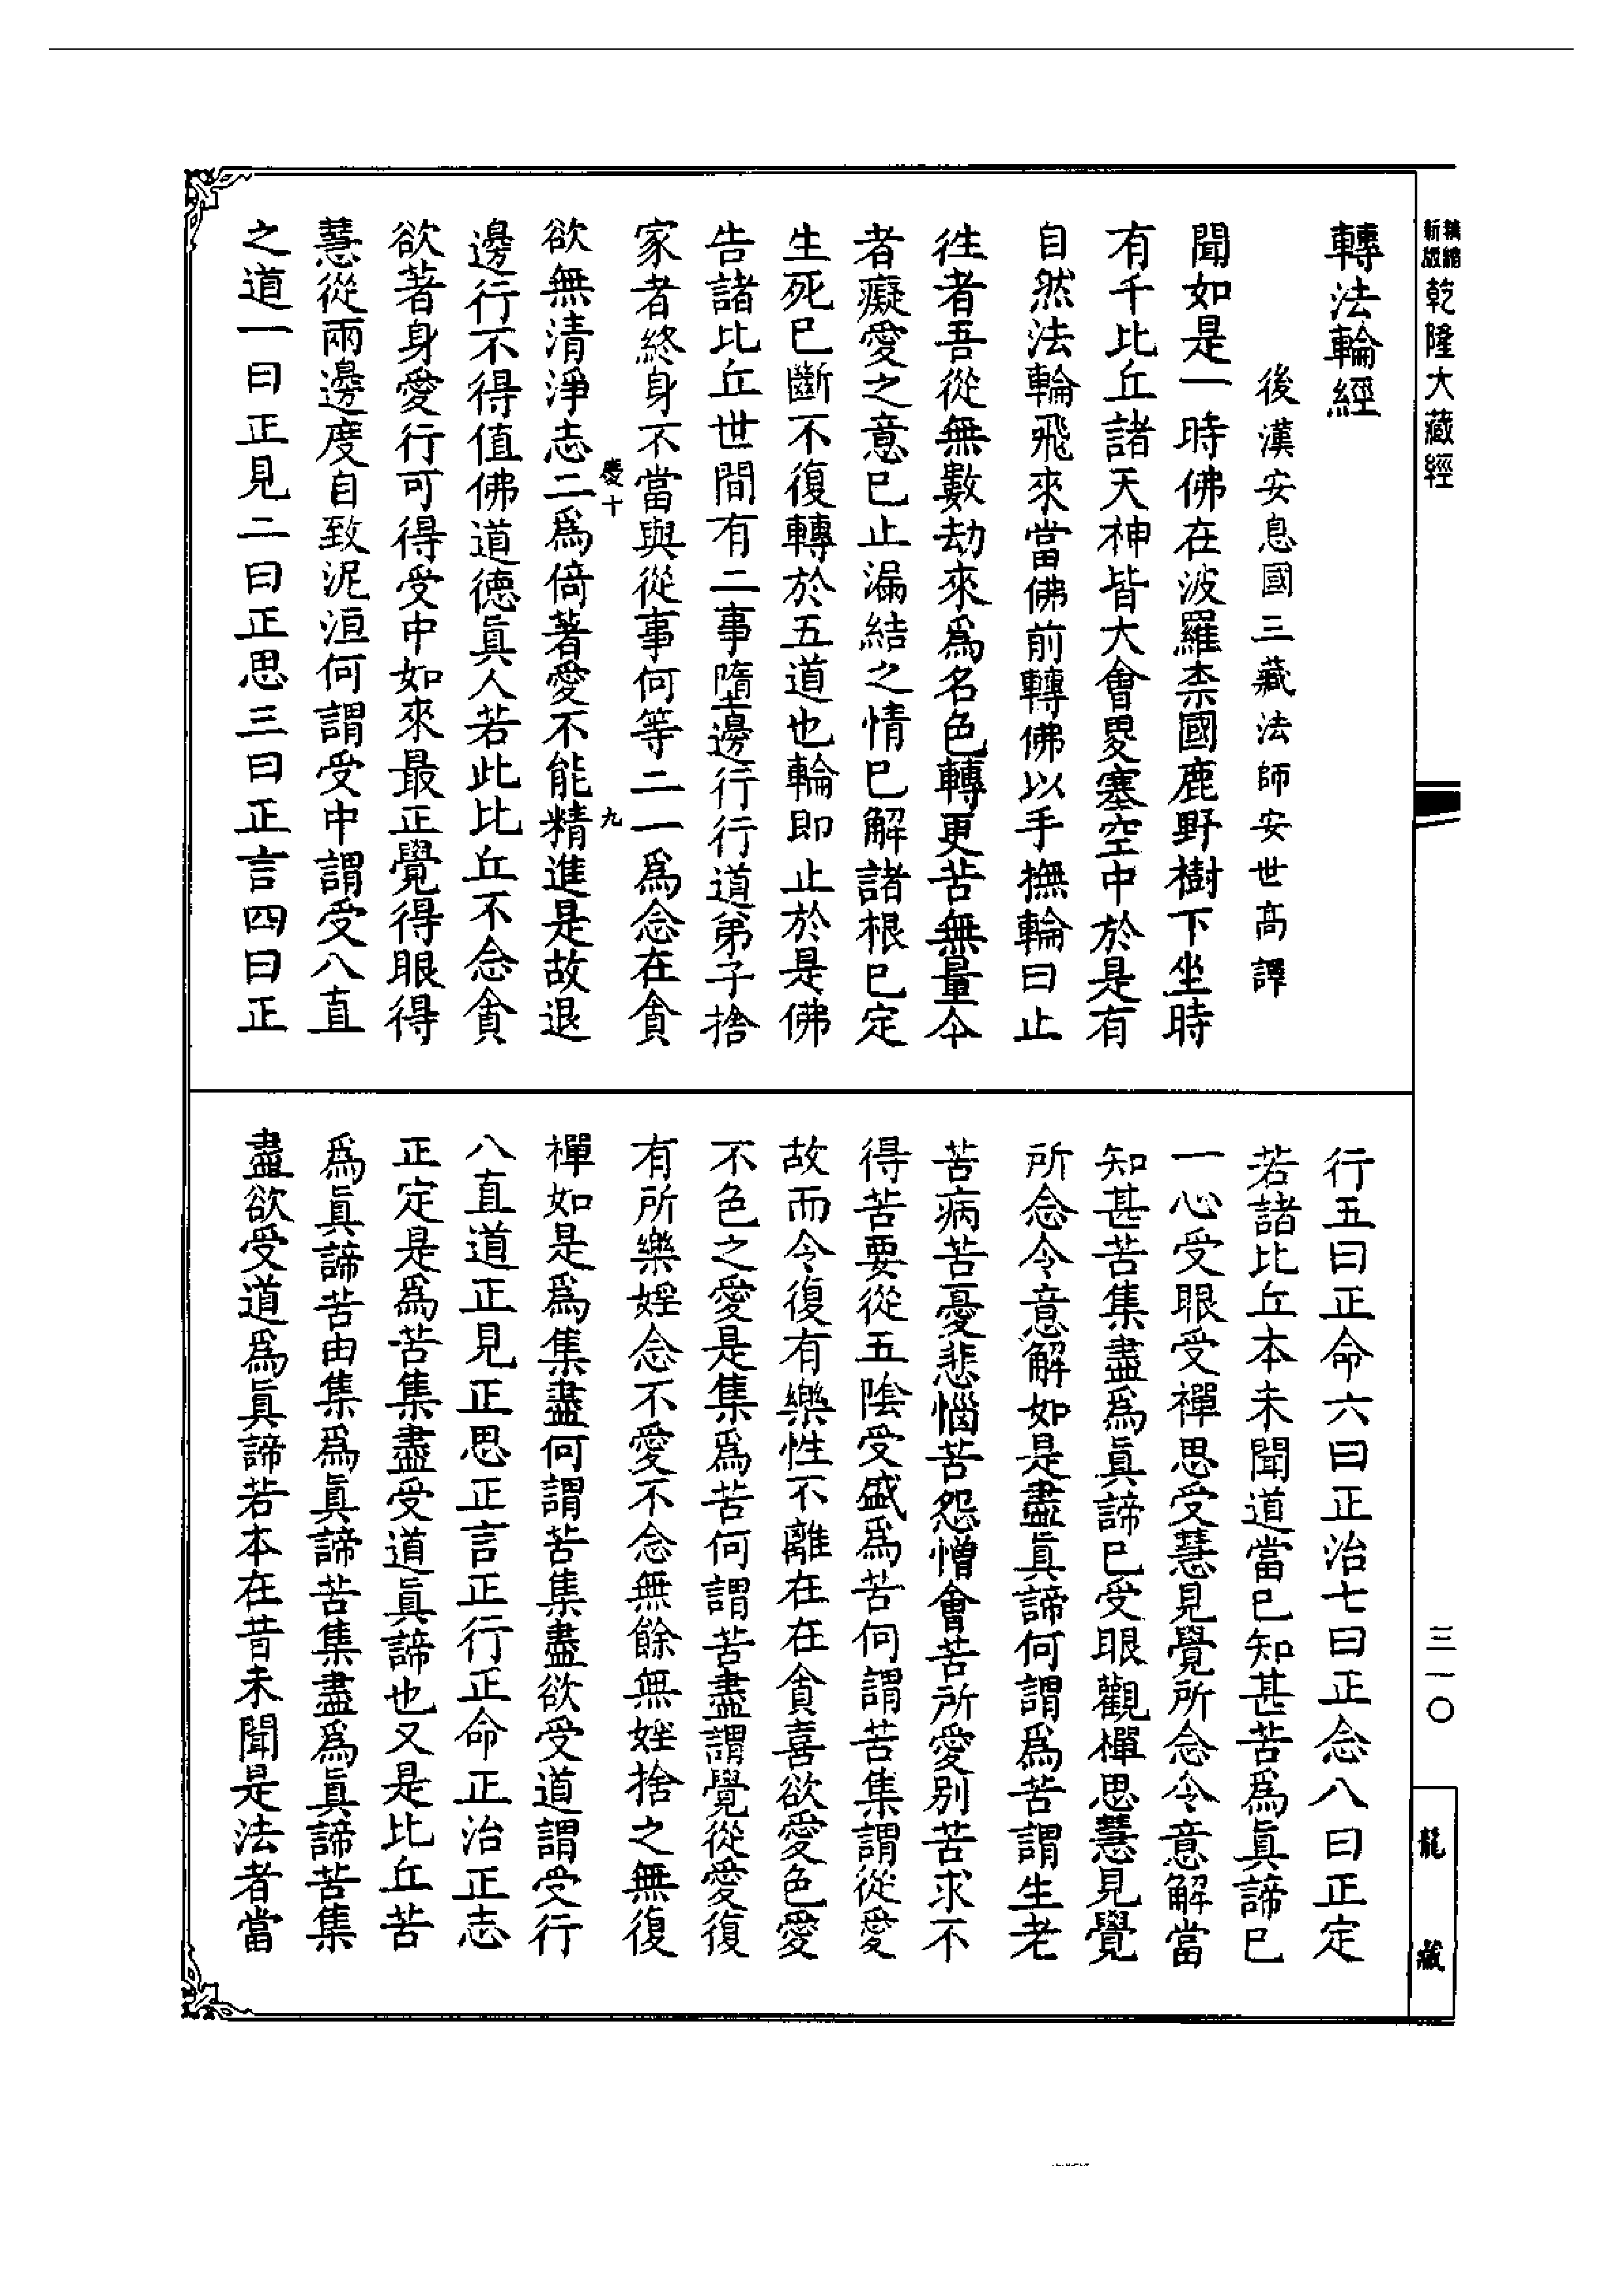 新版精縮
乾隆大藏經
轉法輪經
後漢安息國三藏法師安世高譯
聞如是一時佛在波羅柰國鹿野樹下坐時
有千比丘諸天神皆大會畟塞空中於是有
自然法輪飛來當佛前轉佛以手撫輪曰止
徃者吾從無數劫來爲名色轉更苦無量今
者癡愛之意已止漏結之情已解諸根已定
生死已斷不復轉於五道也輪即止於是佛
告諸比丘世間有二事墮邊行行道弟子捨
家者終身不當與從事何等二一爲念在貪
慶十
九
欲無清淨志二爲倚著愛不能精進是故退
邊行不得值佛道德眞人若此比丘不念貪
欲著身愛行可得受中如來最正覺得眼得
慧從兩邊度自致泥洹何謂受中謂受八直
之道一曰正見二曰正思三曰正言四曰正
行五曰正命六曰正治七曰正念八曰正定
若諸比丘本未聞道當已知甚苦爲眞諦已
一心受眼受禪思受慧見覺所念令意解當
知甚苦集盡爲眞諦已受眼觀禪思慧見覺
所念令意解如是盡眞諦何謂爲苦謂生老
苦病苦憂悲惱苦怨憎會苦所愛別苦求不
得苦要從五陰受盛爲苦何謂苦集謂從愛
故而令復有樂性不離在在貪喜欲愛色愛
不色之愛是集爲苦何謂苦盡謂覺從愛復
有所樂婬念不愛不念無餘無婬捨之無復
禪如是爲集盡何謂苦集盡欲受道謂受行
八直道正見正思正言正行正命正治正志
正定是爲苦集盡受道眞諦也又是比丘苦
爲眞諦苦由集爲眞諦苦集盡爲眞諦苦集
盡欲受道爲眞諦若本在昔未聞是法者當
三一〇
龍藏